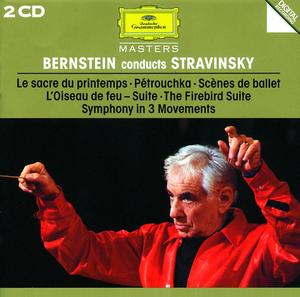 2 CD
Deutsche
Grammophon
MASTERS
BERNSTEIN conducts STRAVINSKY
Le sacre du printemps · Pétrouchka · Scènes de ballet
L'Oiseau de feu – Suite · The Firebird Suite
Symphony in 3 Movements
DIGITAL